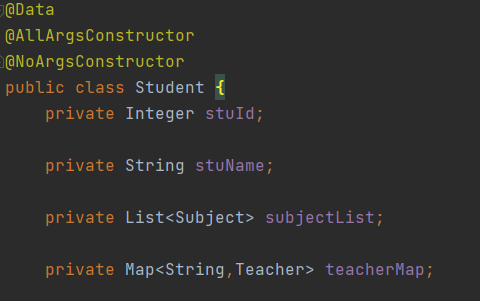 @Data
@AllArgsConstructor
@NoArgsConstructor
public class Student {
private Integer stuId;
private String stuName;
private List<Subject> subjectList;
private Map<String,Teacher> teacherMap;